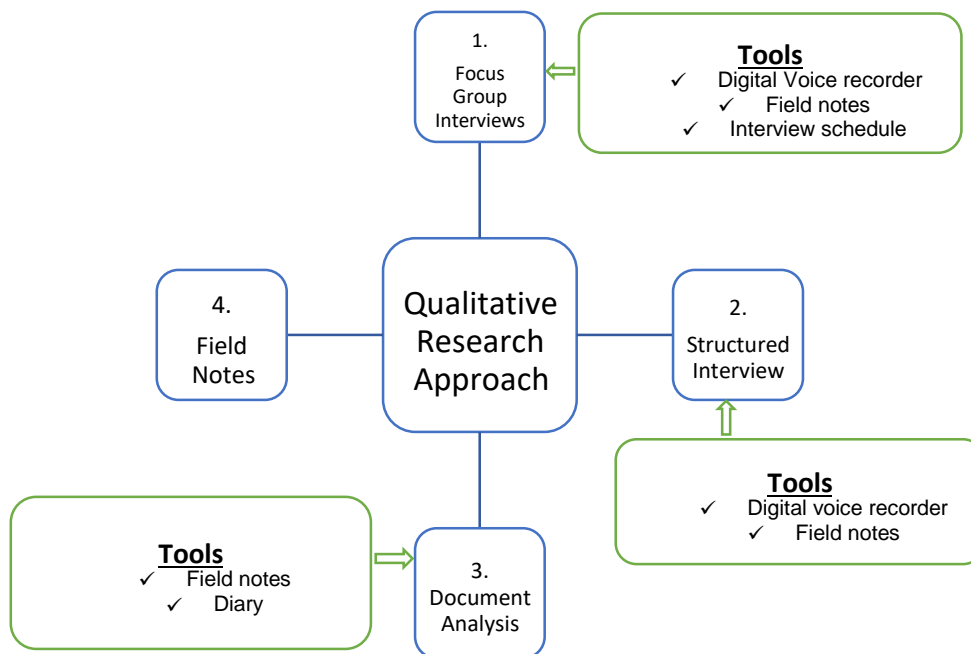 1.
Focus
Group
Interviews
Tools
✓ Digital Voice recorder
✓ Field notes
✓ Interview schedule
4.
Field
Notes
Qualitative
Research
Approach
2.
Structured
Interview
Tools
✓ Digital voice recorder
✓ Field notes
Tools
✓ Field notes
✓ Diary
3.
Document
Analysis